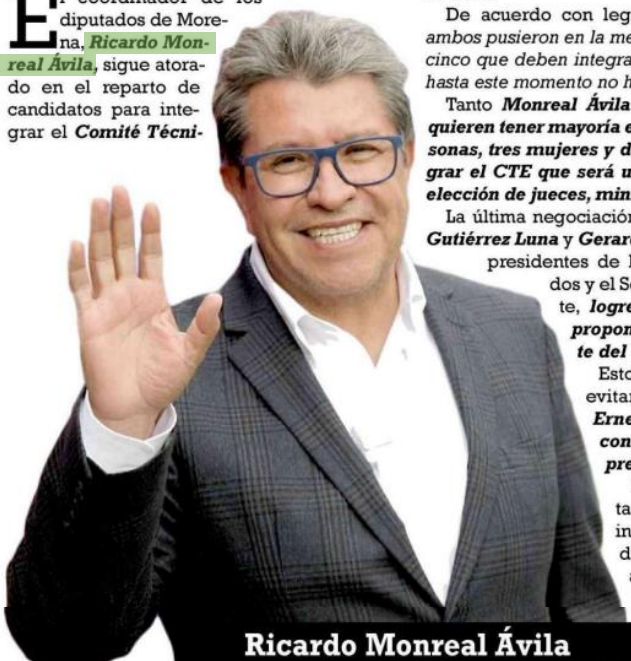 El coordinador de los
diputados de More-
na, Ricardo Mon-
real Ávila, sigue atora-
do en el reparto de
candidatos para inte-
grar el Comité Técni-
De acuerdo con leg
ambos pusieron en la me
cinco que deben integra
hasta este momento no h
Tanto Monreal Ávila
quieren tener mayoría e
sonas, tres mujeres y d
grar el CTE que será u
elección de jueces, min
La última negociación
Gutiérrez Luna y Gerar
presidentes de
dos y el Se
te, logre
propon
te del
Esto
evita
Erne
con
pre
ta
in
d
Ricardo Monreal Ávila